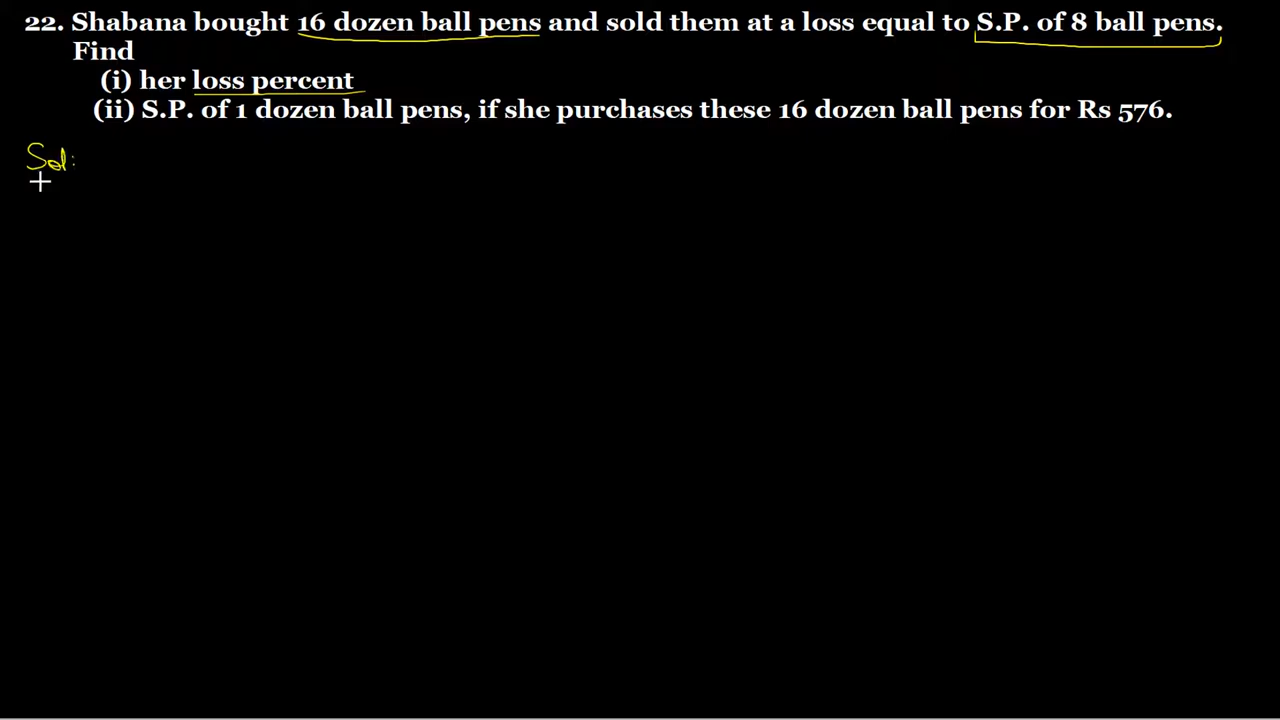 22. Shabana bought 16 dozen ball pens and sold them at a loss equal to S.P. of 8 ball pens.
Find
(i) her loss percent
(ii) S.P. of 1 dozen ball pens, if she purchases these 16 dozen ball pens for Rs 576.
Sol: